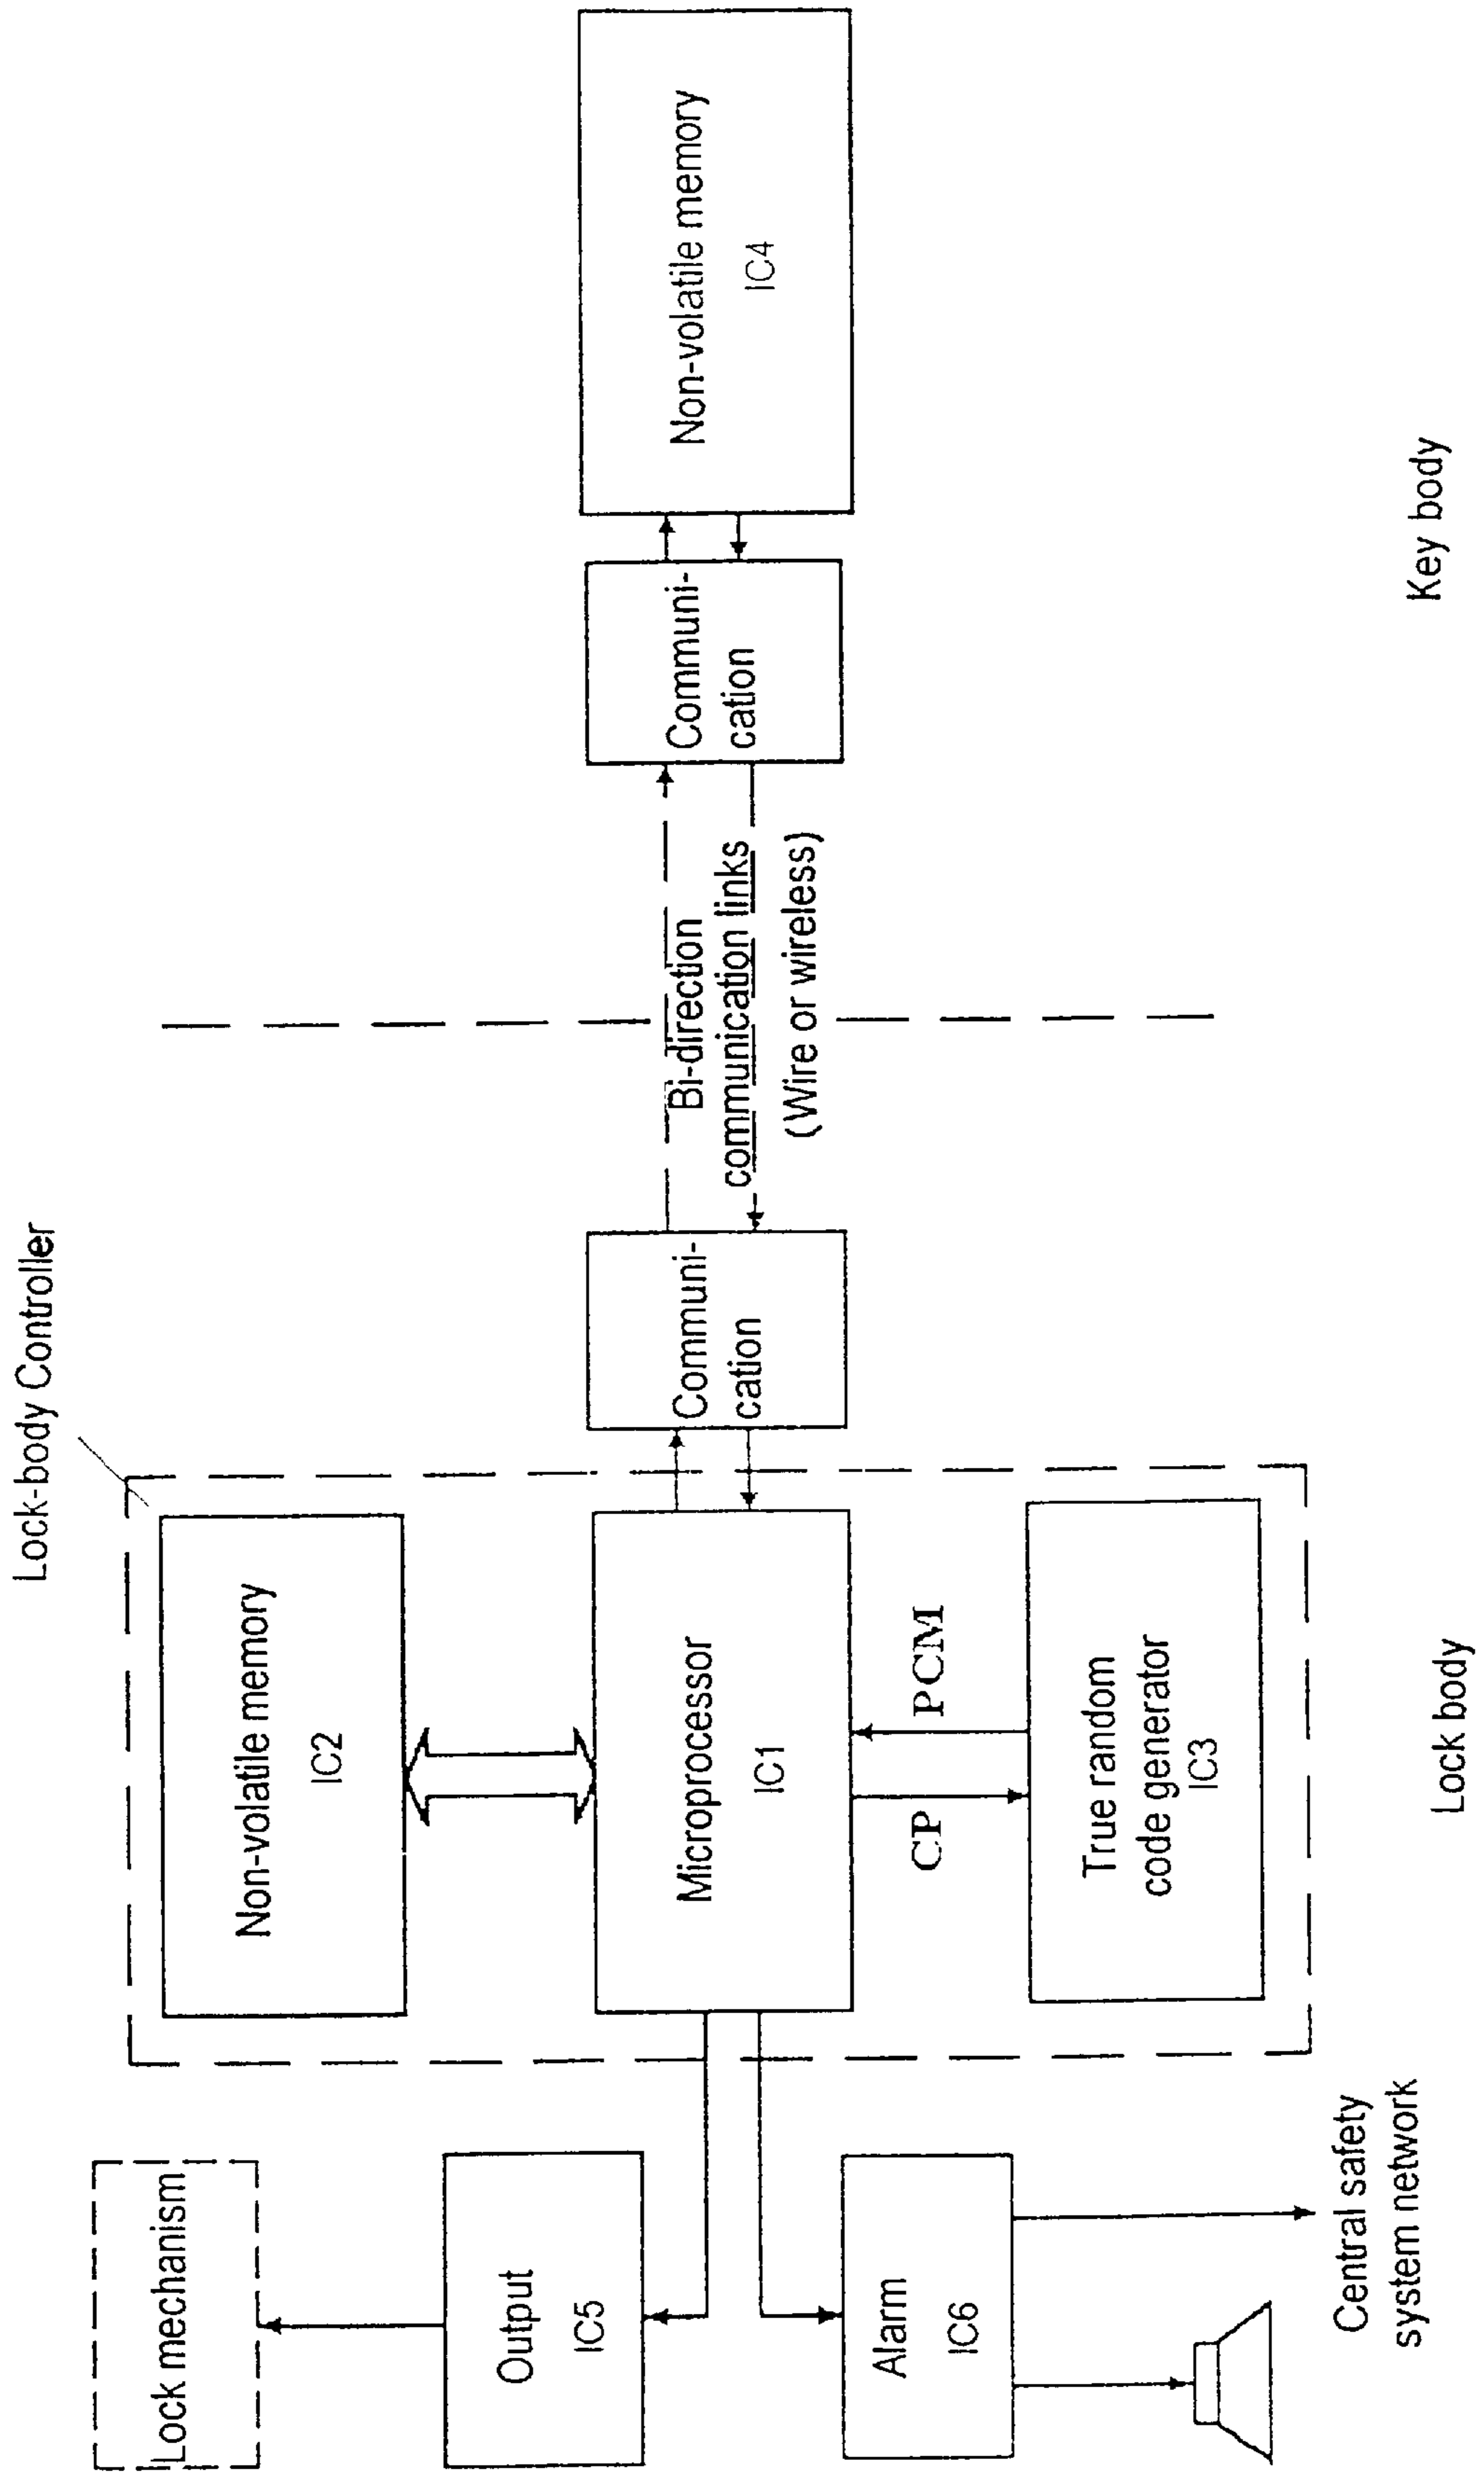 Lock-body Controller
Lock mechanism
Output
IC5
Alarm
IC6
Central safety
system network
Non-volatile memory
IC2
Microprocessor
IC1
CP
PCM
True random
code generator
IC3
Lock body
Communi-
cation
Bi-direction
communication links
(Wire or wireless)
Communi-
cation
Non-volatile memory
IC4
Key body